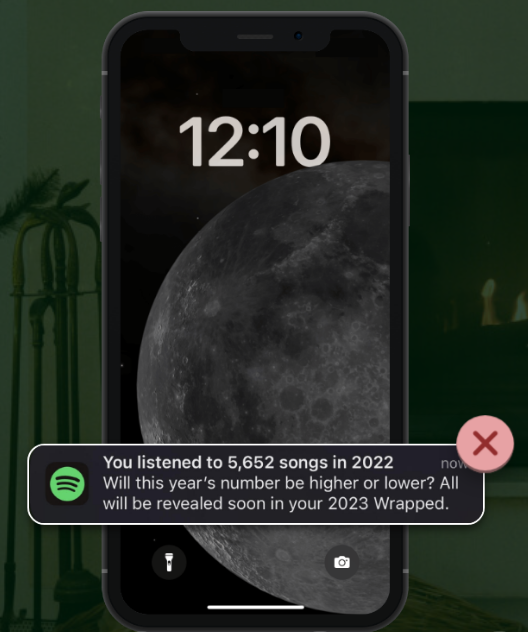 12:10
You listened to 5,652 songs in 2022 now
Will this year's number be higher or lower? All
will be revealed soon in your 2023 Wrapped.